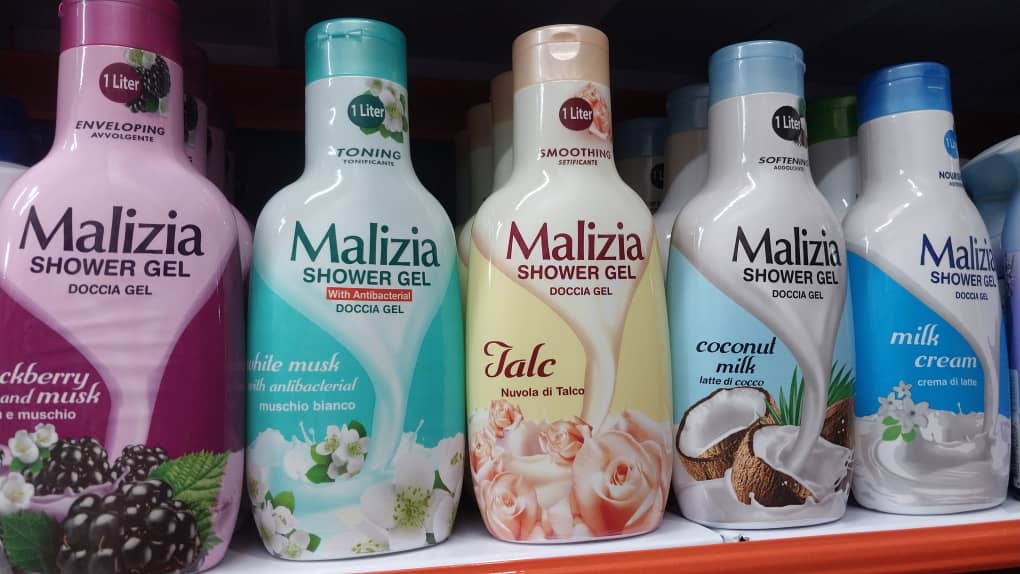 1 Liter
ENVELOPING
AVVOLGENTE
Malizia
SHOWER GEL
DOCCIA GEL
and musk
e muschio
1 Liter
TONING
TONIFICANTE
Malizia
SHOWER GEL
With Antibacterial
DOCCIA GEL
white musk
with antibacterial
muschio bianco
1 Liter
SMOOTHING
SETIFICANTE
Malizia
SHOWER GEL
DOCCIA GEL
Talc
Nuvola di Talco
1 Liter
SOFTENING
ADDOLCENTE
Malizia
SHOWER GEL
DOCCIA GEL
coconut
milk
latte di cocco
Malizia
SHOWER GEL
DOCCIA GEL
milk
cream
crema di latte